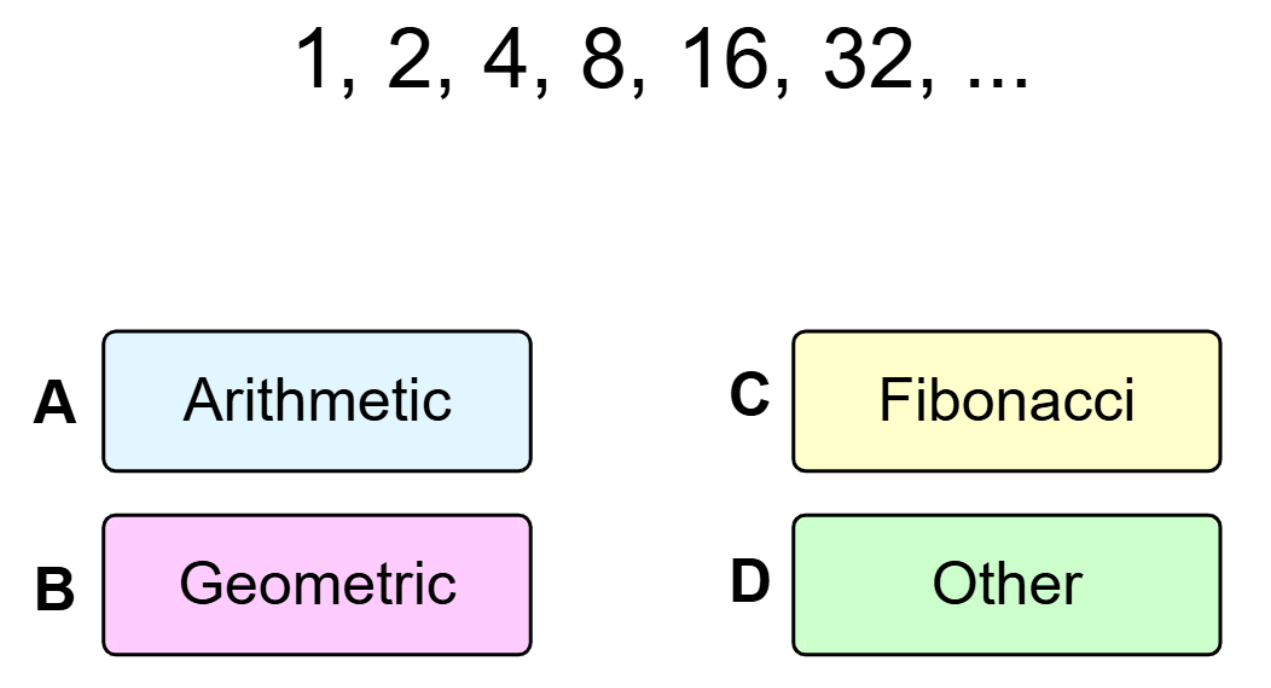 1, 2, 4, 8, 16, 32, ...
A Arithmetic
B Geometric
C Fibonacci
D Other